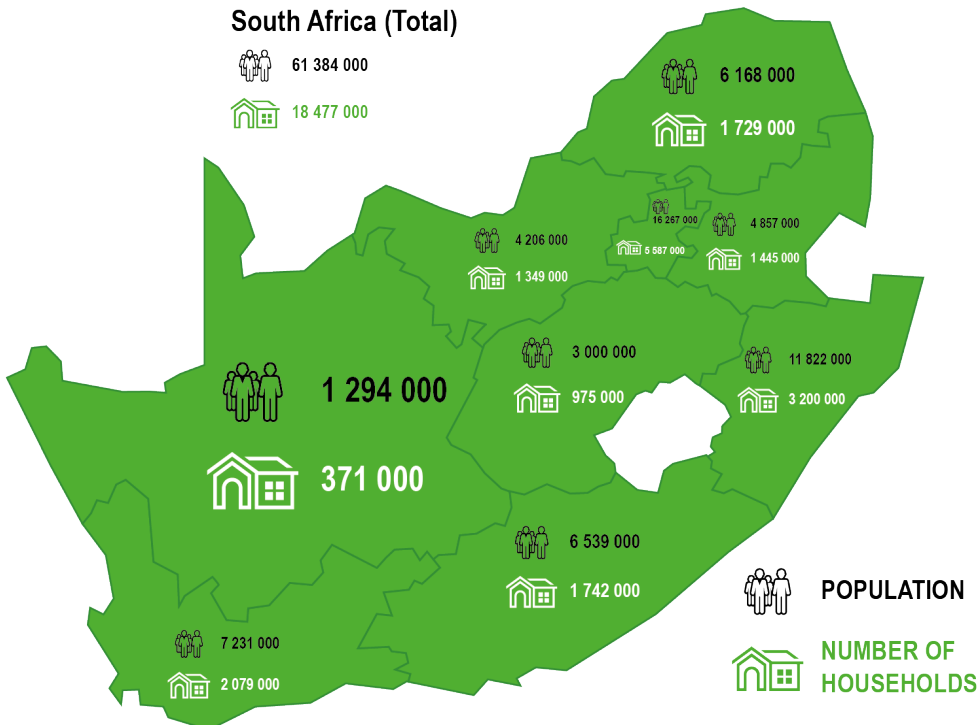 South Africa (Total)
61 384 000
18 477 000
6 168 000
1 729 000
16 267 000
5 587 000
4 857 000
1 445 000
4 206 000
1 349 000
3 000 000
975 000
11 822 000
3 200 000
1 294 000
371 000
6 539 000
1 742 000
7 231 000
2 079 000
POPULATION
NUMBER OF
HOUSEHOLDS